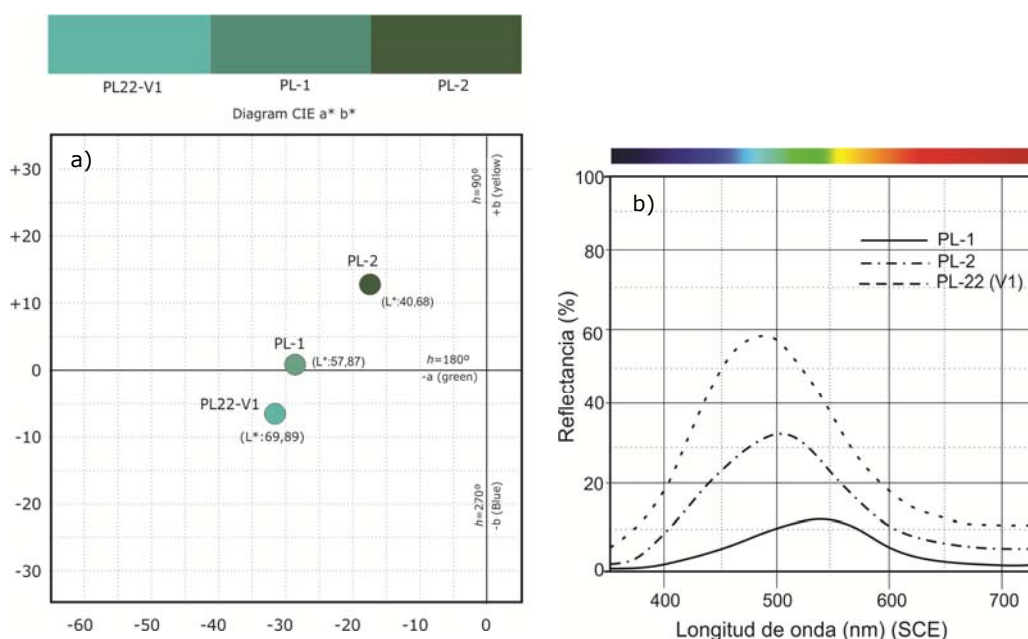 PL22-V1 PL-1 PL-2
Diagram CIE a* b*
a)
+30
+20
+10
0
-10
-20
-30
-60 -50 -40 -30 -20 -10 0
h=90º
+b (yellow)
PL-2
(L*:40,68)
PL-1
(L*:57,87)
h=180º
-a (green)
PL22-V1
(L*:69,89)
h=270º
-b (Blue)
b)
Reflectancia (%)
100
80
60
40
20
0
PL-1
PL-2
PL-22 (V1)
400 500 600 700
Longitud de onda (nm) (SCE)